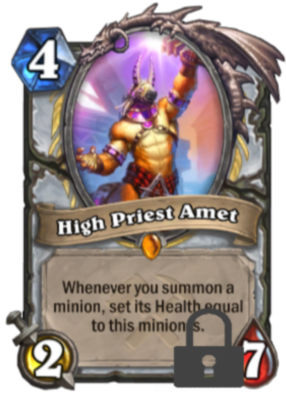 4
High Priest Amet
Whenever you summon a
minion, set its Health equal
to this minion's.
2
7